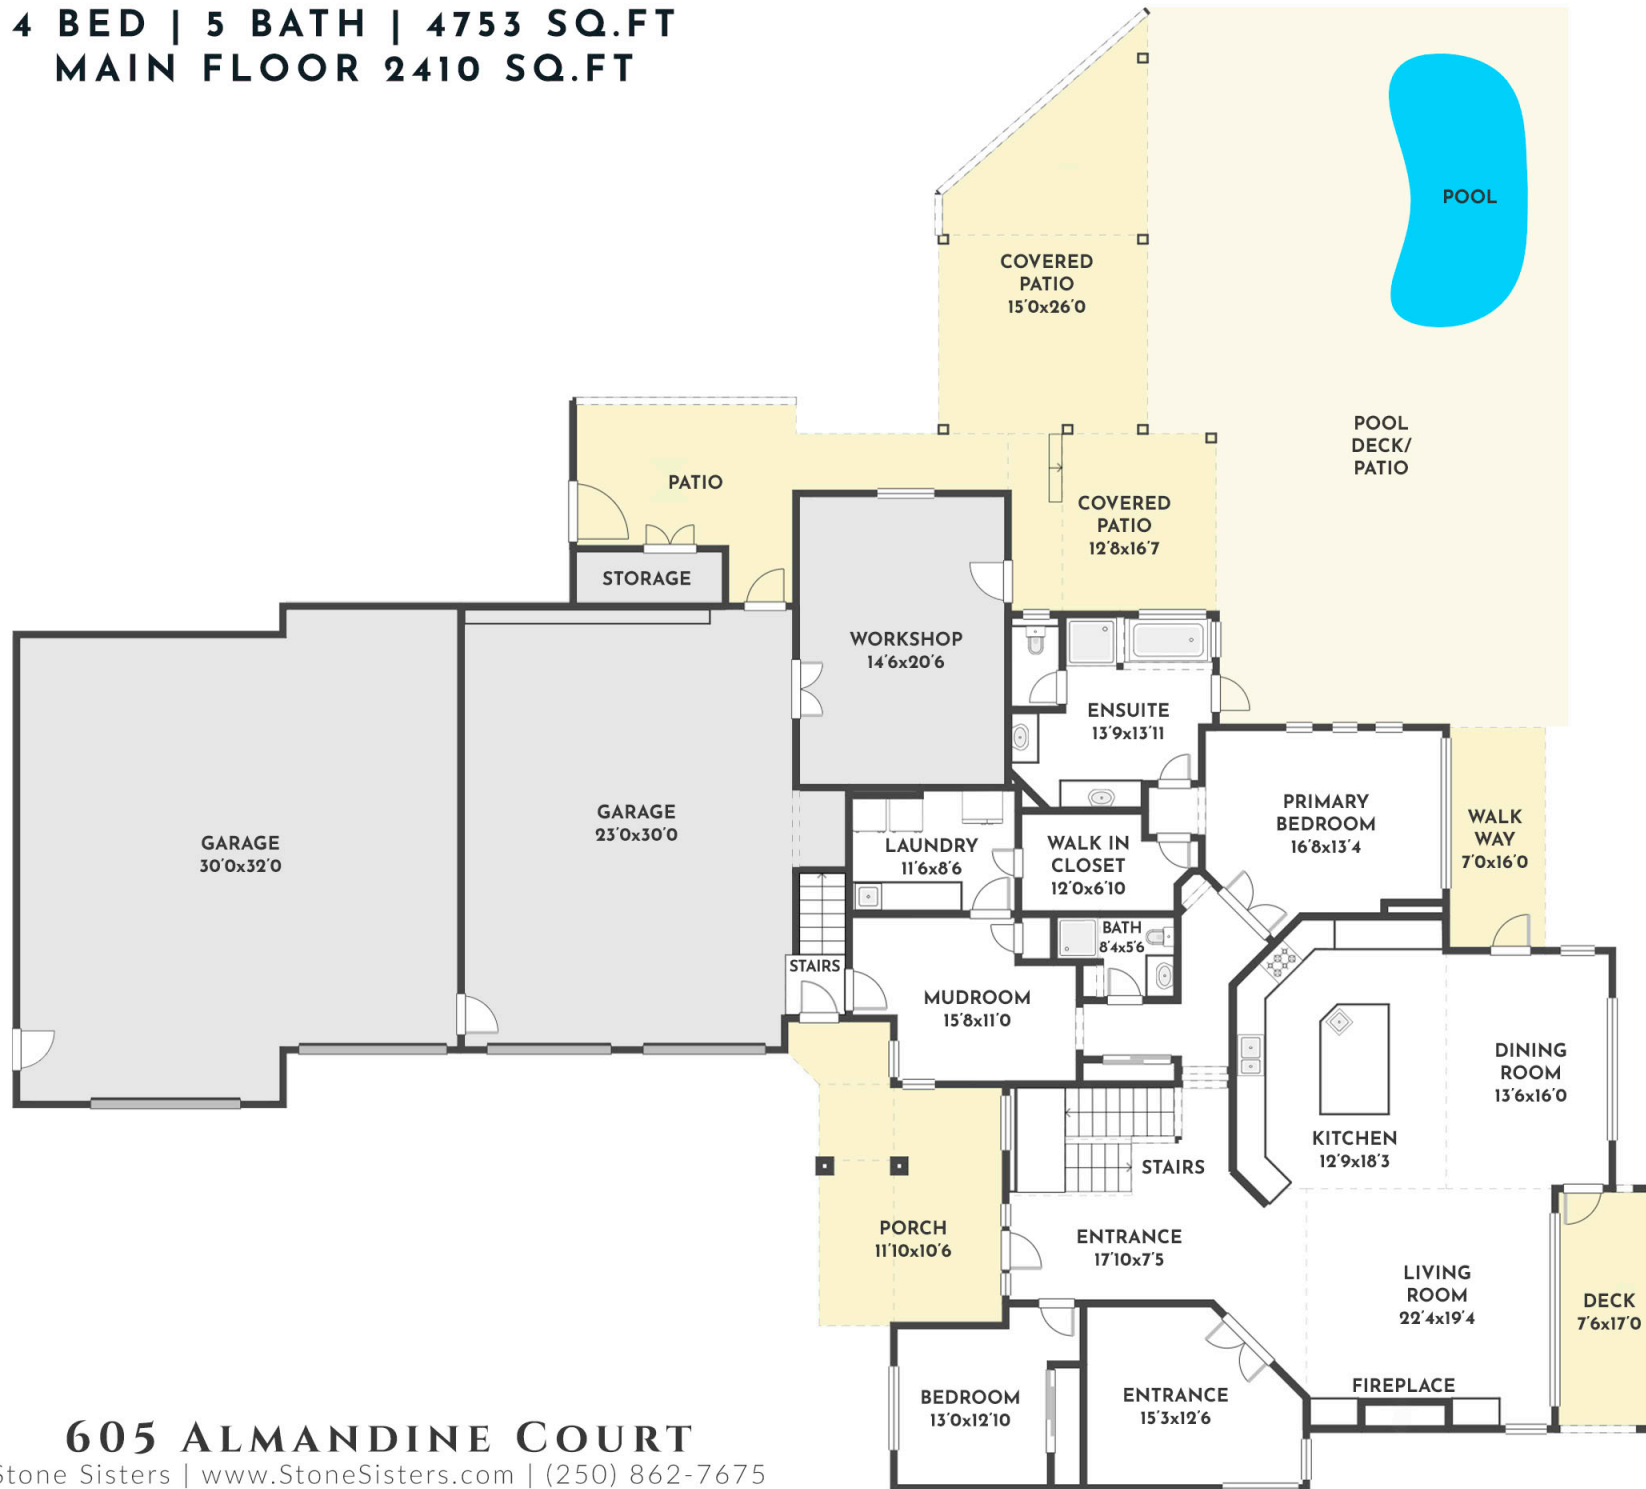 4 BED | 5 BATH | 4753 SQ.FT
MAIN FLOOR 2410 SQ.FT
POOL
COVERED
PATIO
15'0x26'0
POOL
DECK/
PATIO
PATIO
COVERED
PATIO
12'8x16'7
STORAGE
WORKSHOP
14'6x20'6
ENSUITE
13'9x13'11
GARAGE
30'0x32'0
GARAGE
23'0x30'0
LAUNDRY
11'6x8'6
WALK IN
CLOSET
12'0x6'10
PRIMARY
BEDROOM
16'8x13'4
WALK
WAY
7'0x16'0
BATH
8'4x5'6
STAIRS
MUDROOM
15'8x11'0
DINING
ROOM
13'6x16'0
KITCHEN
12'9x18'3
STAIRS
PORCH
11'10x10'6
ENTRANCE
17'10x7'5
LIVING
ROOM
22'4x19'4
DECK
7'6x17'0
FIREPLACE
BEDROOM
13'0x12'10
ENTRANCE
15'3x12'6
605 ALMANDINE COURT
Stone Sisters | www.StoneSisters.com | (250) 862-7675